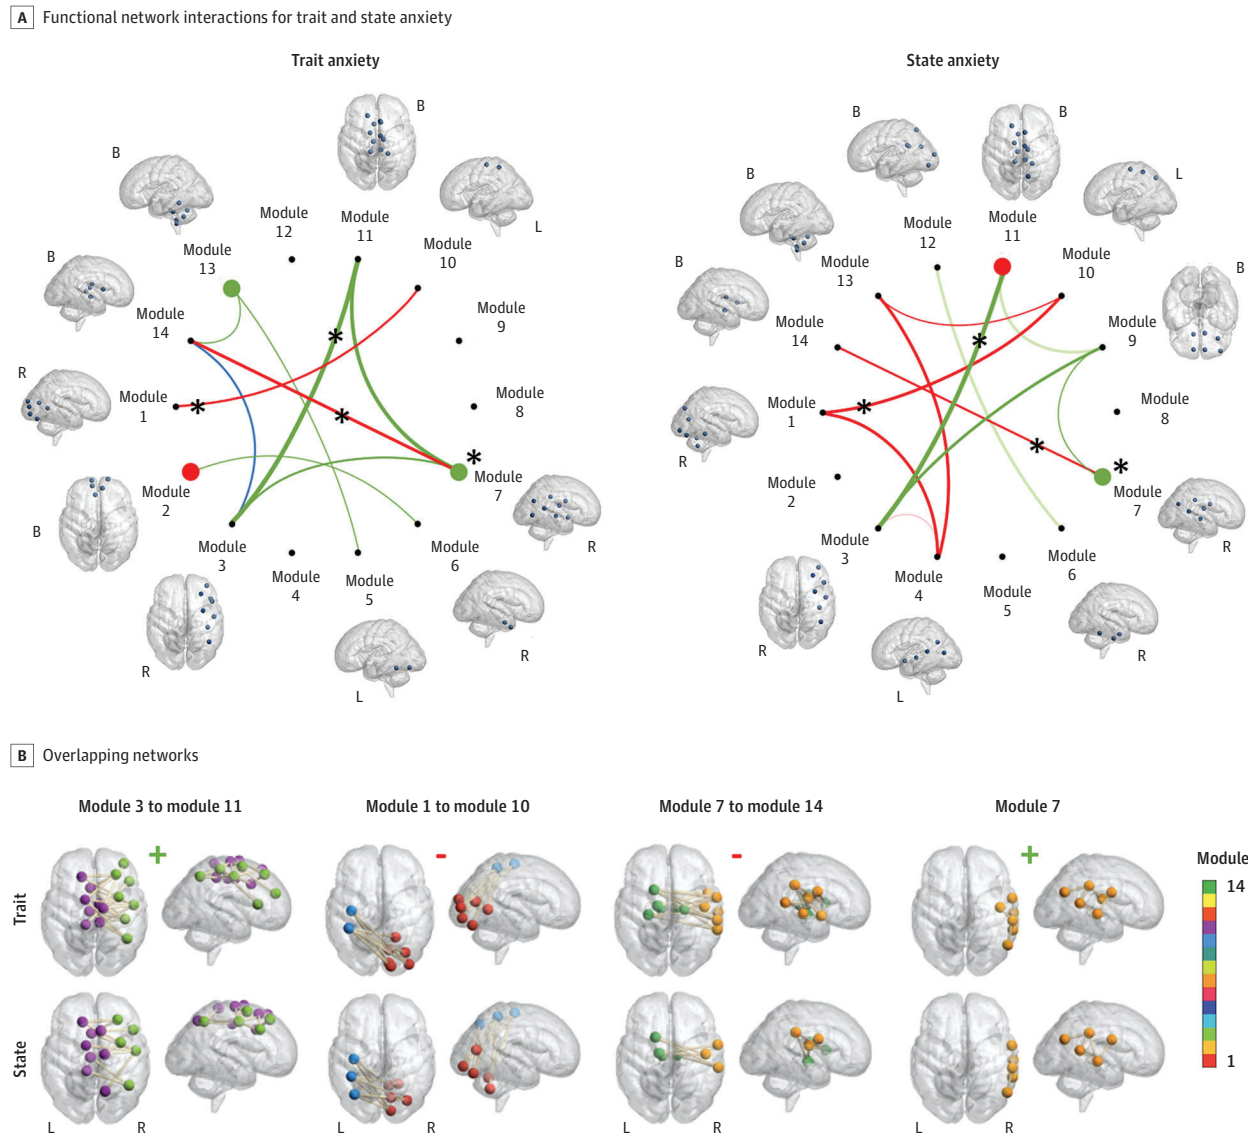 A Functional network interactions for trait and state anxiety
Trait anxiety
State anxiety
B
B
L
Module
12
Module
11
Module
10
Module
13
B
Module
14
Module
9
R
Module
1
Module
8
Module
2
Module
7
B
Module
3
Module
4
Module
5
Module
6
R
R
L
R
*
*
*
*
B
B
L
B
Module
12
Module
11
Module
10
Module
13
B
B
Module
14
Module
9
Module
1
Module
8
R
Module
2
Module
7
Module
3
Module
4
Module
5
Module
6
R
R
L
R
*
*
*
*
B Overlapping networks
Module 3 to module 11
Module 1 to module 10
Module 7 to module 14
Module 7
+
-
-
+
Trait
State
Module
14
1
L R
L R
L R
L R